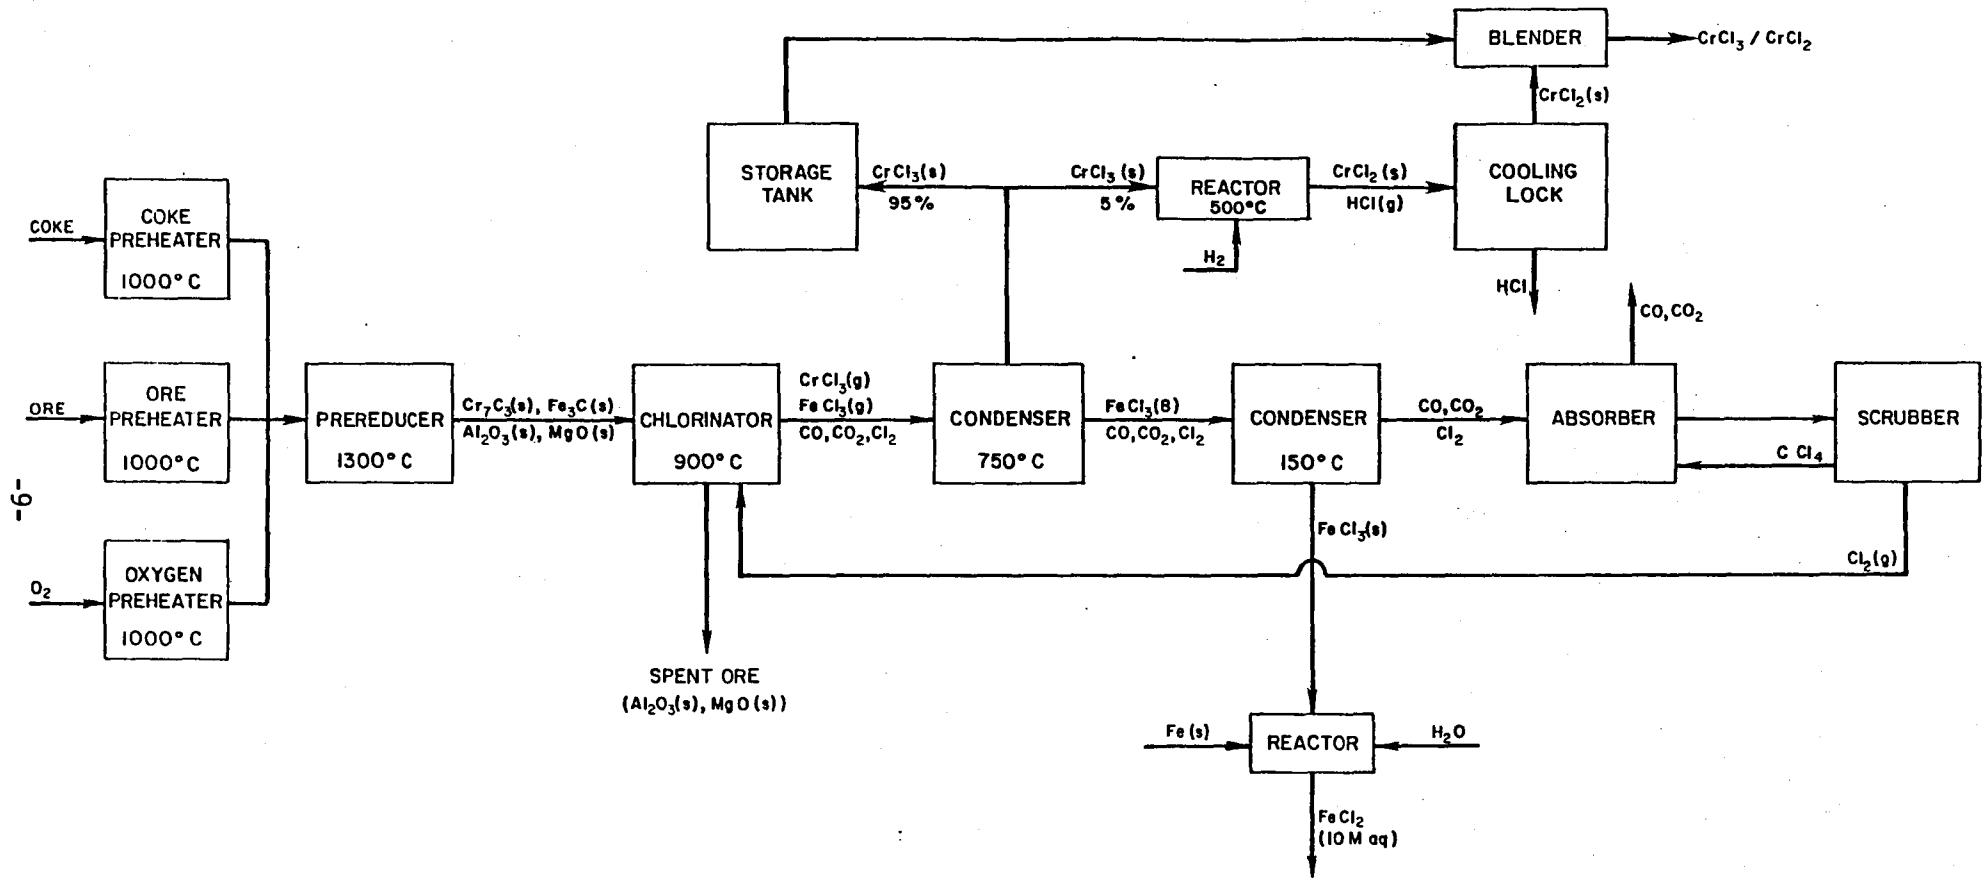 BLENDER
CrCl₃ / CrCl₂
CrCl₂(s)
STORAGE
TANK
CrCl₃(s)
95%
CrCl₃ (s)
5%
REACTOR
500°C
H₂
CrCl₂(s)
HCl(g)
COOLING
LOCK
HCl
COKE
COKE
PREHEATER
1000°C
CO,CO₂
ORE
ORE
PREHEATER
1000°C
PREREDUCER
1300°C
Cr₇C₃(s), Fe₃C(s)
Al₂O₃(s), MgO(s)
CHLORINATOR
900°C
CrCl₃(g)
FeCl₃(g)
CO,CO₂,Cl₂
CONDENSER
750°C
FeCl₃(8)
CO,CO₂,Cl₂
CONDENSER
150°C
CO,CO₂
Cl₂
ABSORBER
C Cl₄
SCRUBBER
-6-
FeCl₃(s)
Cl₂(g)
O₂
OXYGEN
PREHEATER
1000°C
SPENT ORE
(Al₂O₃(s), MgO(s))
Fe(s)
REACTOR
H₂O
FeCl₂
(10M aq)